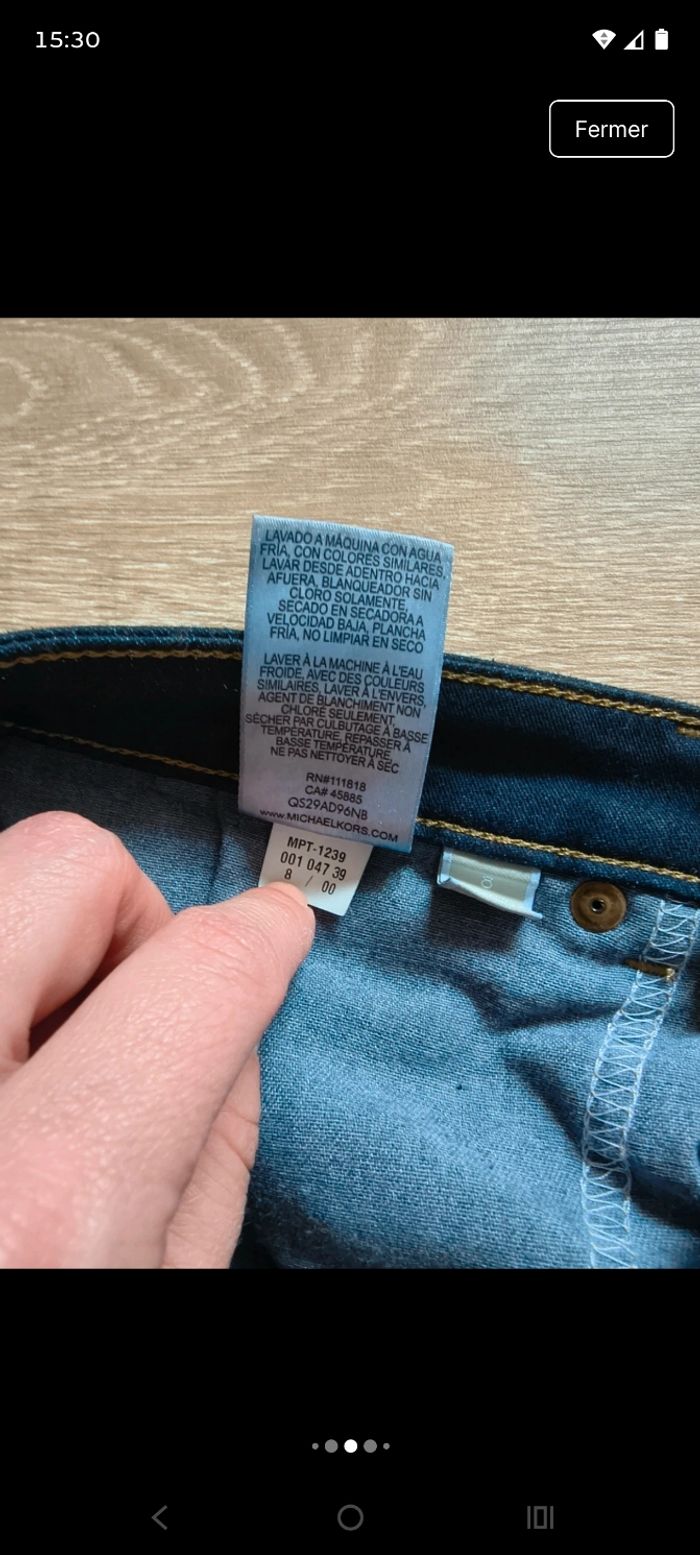 15:30
Fermer
LAVADO A MÁQUINA CON AGUA
FRÍA, CON COLORES SIMILARES,
LAVAR DESDE ADENTRO HACIA
AFUERA, BLANQUEADOR SIN
CLORO SOLAMENTE,
SECADO EN SECADORA A
VELOCIDAD BAJA, PLANCHA
FRÍA, NO LIMPIAR EN SECO
LAVER À LA MACHINE À L'EAU
FROIDE, AVEC DES COULEURS
SIMILAIRES, LAVER À L'ENVERS,
AGENT DE BLANCHIMENT NON
CHLORÉ SEULEMENT,
SÉCHER PAR CULBUTAGE À BASSE
TEMPÉRATURE, REPASSER À
BASSE TEMPÉRATURE,
NE PAS NETTOYER À SEC
RN#111818
CA# 45885
QS29AD96N8
www.MICHAELKORS.COM
MPT-1239
001 047 39
8 / 00